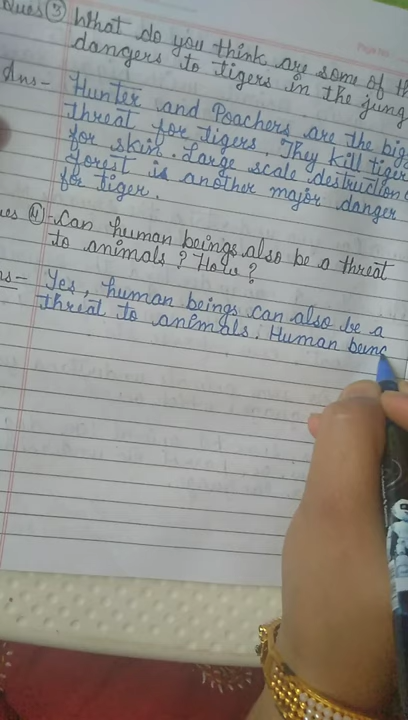 Ques ③ What do you think are some of th
dangers to tigers in the jung
Ans- Hunter and Poachers are the big
threat for tigers They kill tiger
for skin. Large scale destruction
forest is another major danger
for tiger.
ues ④ Can human beings also be a threat
to animals? How?
ns- Yes, human beings can also be a
threat to animals. Human being